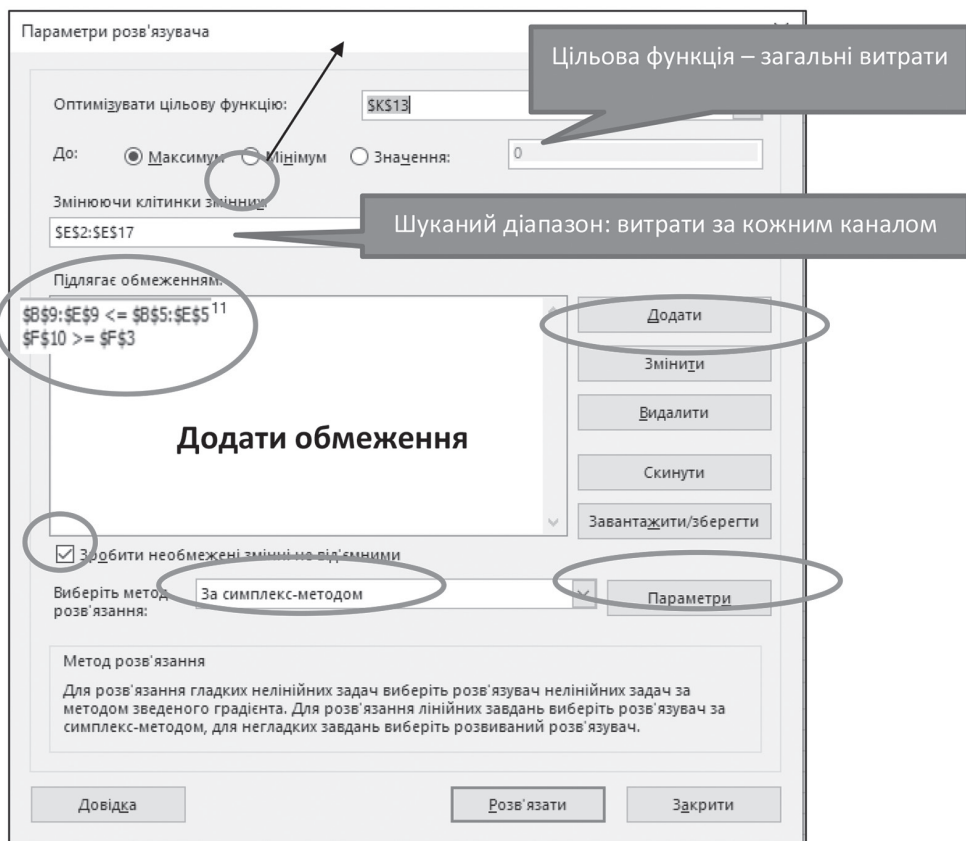 Параметри розв'язувача
Цільова функція – загальні витрати
Оптимізувати цільову функцію:
$K$13
До:
Максимум
Мінімум
Значення:
0
Змінюючи клітинки змінних:
$E$2:$E$17
Шуканий діапазон: витрати за кожним каналом
Підлягає обмеженням:
$B$9:$E$9 <= $B$5:$E$5¹¹
$F$10 >= $F$3
Додати обмеження
Додати
Змінити
Видалити
Скинути
Завантажити/зберегти
Зробити необмежені змінні не від'ємними
Виберіть метод
розв'язання:
За симплекс-методом
Параметри
Метод розв'язання
Для розв'язання гладких нелінійних задач виберіть розв'язувач нелінійних задач за
методом зведеного градієнта. Для розв'язання лінійних завдань виберіть розв'язувач за
симплекс-методом, для негладких завдань виберіть розвиваний розв'язувач.
Довідка
Розв'язати
Закрити